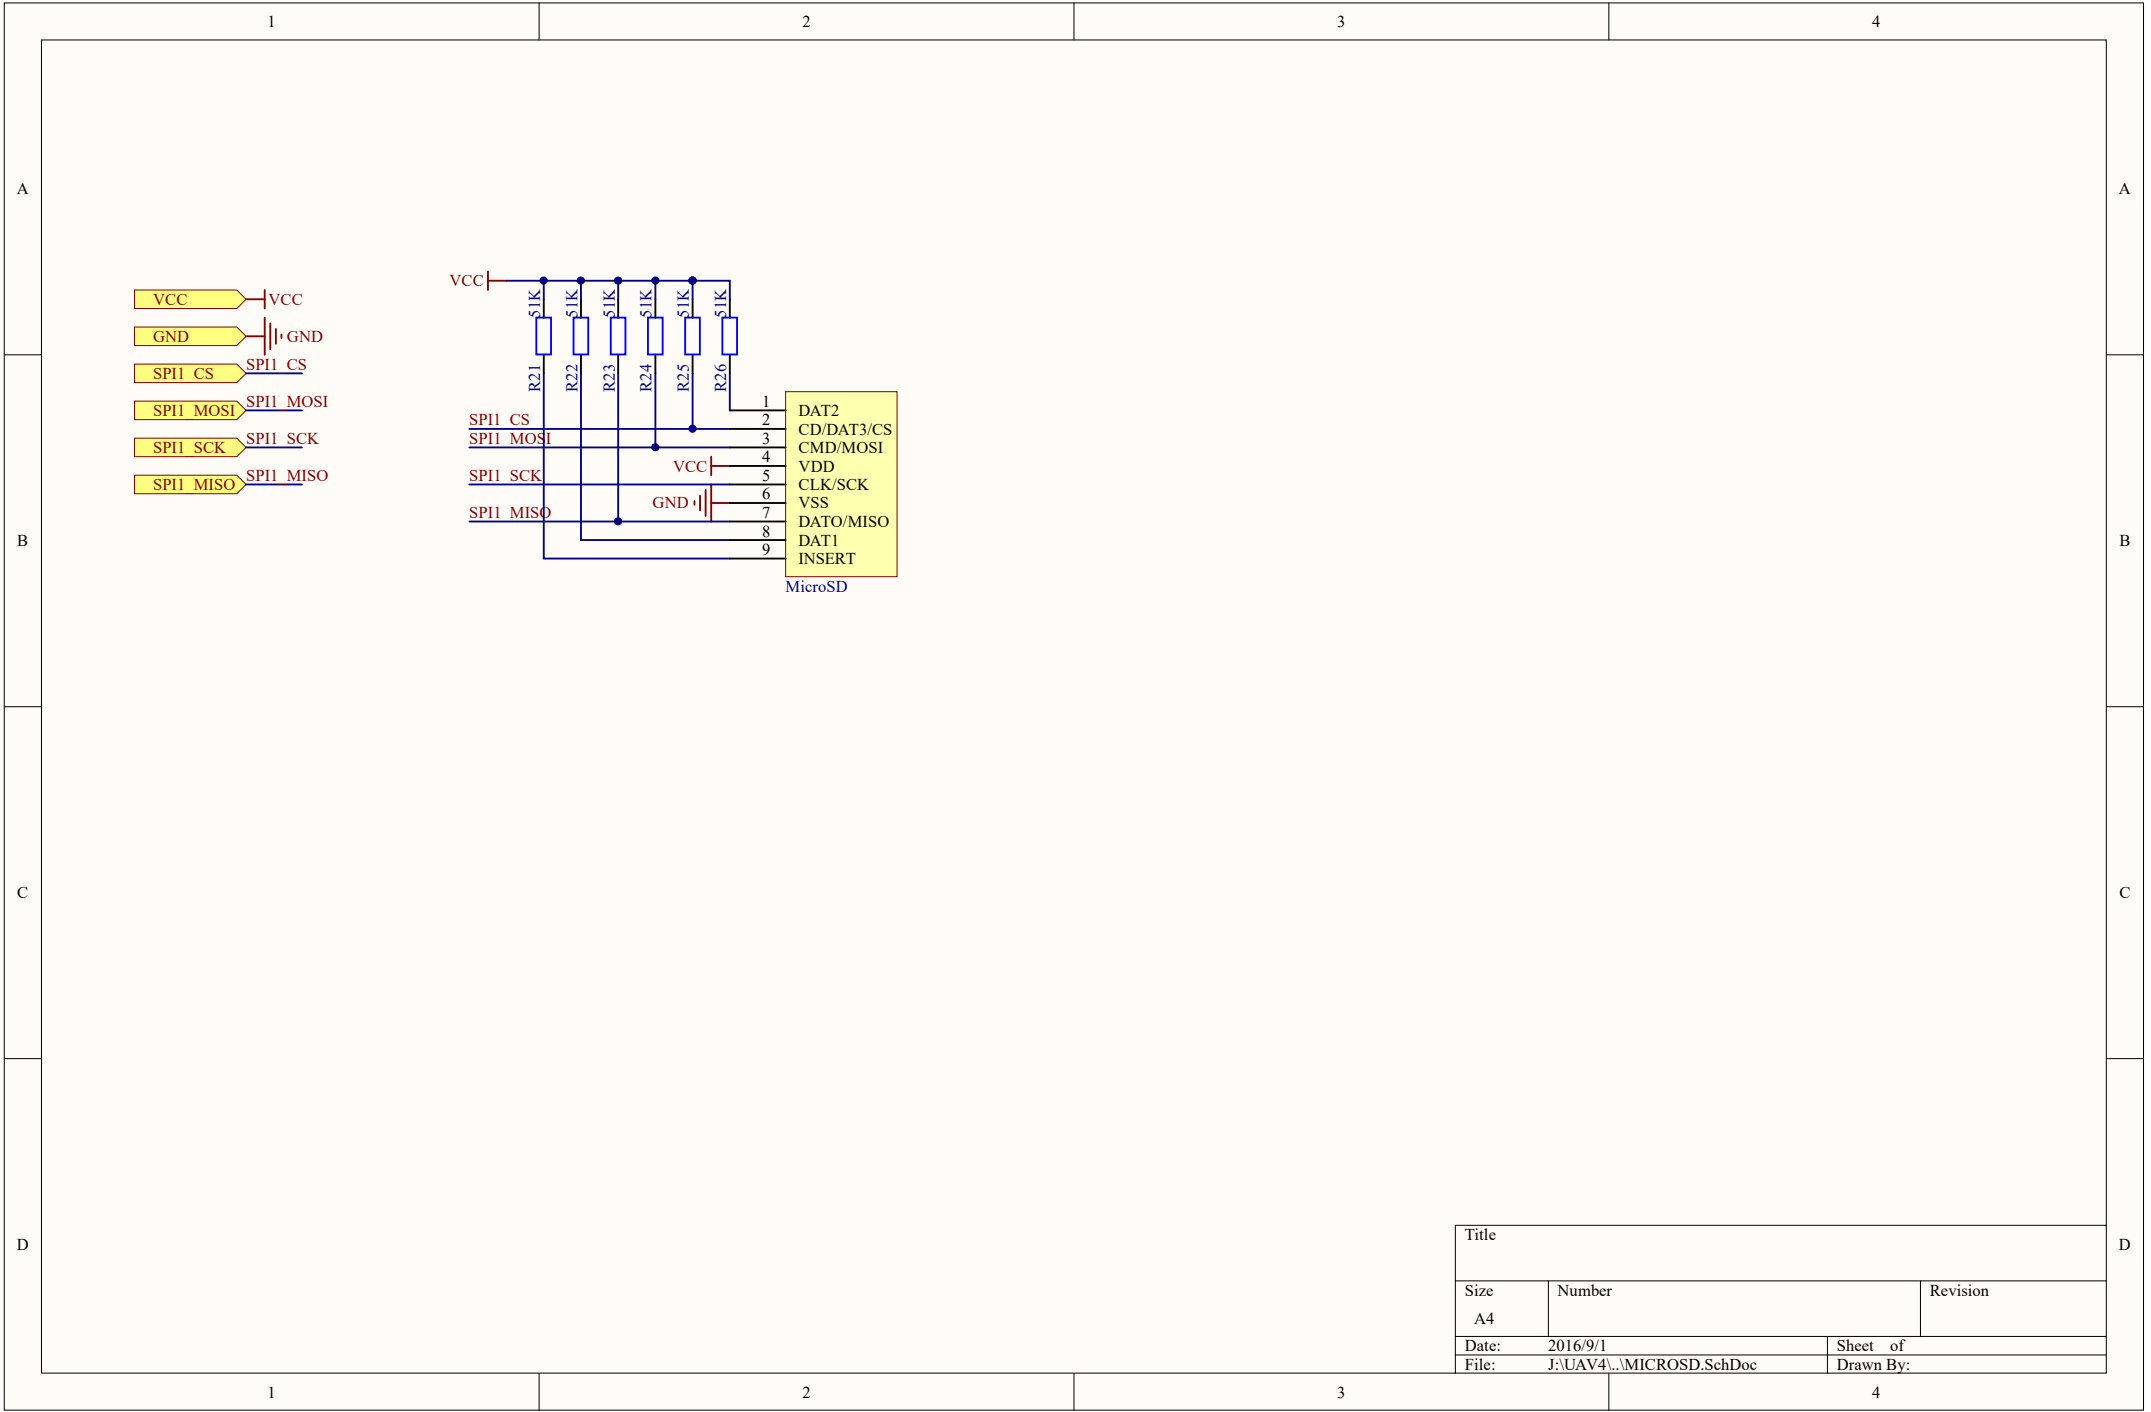 1 2 3 4
A A
VCC VCC
GND GND
SPI1_CS SPI1_CS
SPI1_MOSI SPI1_MOSI
SPI1_SCK SPI1_SCK
SPI1_MISO SPI1_MISO
VCC
51K 51K 51K 51K 51K 51K
R21 R22 R23 R24 R25 R26
1 DAT2
SPI1_CS 2 CD/DAT3/CS
SPI1_MOSI 3 CMD/MOSI
VCC 4 VDD
SPI1_SCK 5 CLK/SCK
GND 6 VSS
SPI1_MISO 7 DATO/MISO
8 DAT1
9 INSERT
MicroSD
B B
C C
D D
Title
Size Number Revision
A4
Date: 2016/9/1 Sheet of
File: J:\UAV4\..\MICROSD.SchDoc Drawn By:
1 2 3 4